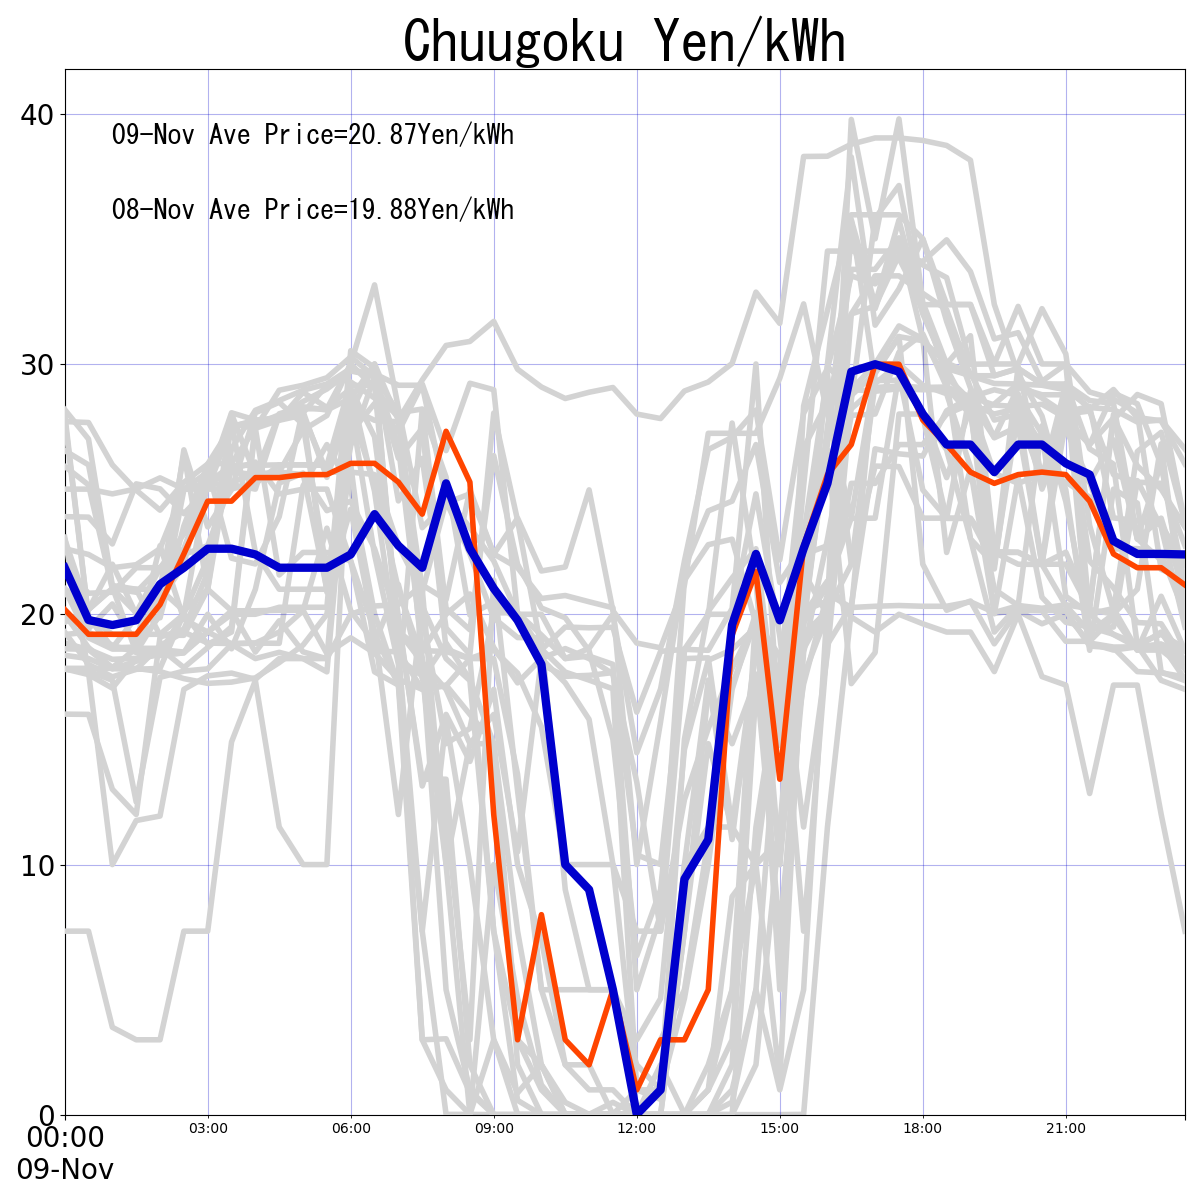 Chuugoku Yen/kWh
40
09-Nov Ave Price=20.87Yen/kWh
08-Nov Ave Price=19.88Yen/kWh
30
20
10
0
00:00 03:00 06:00 09:00 12:00 15:00 18:00 21:00
09-Nov